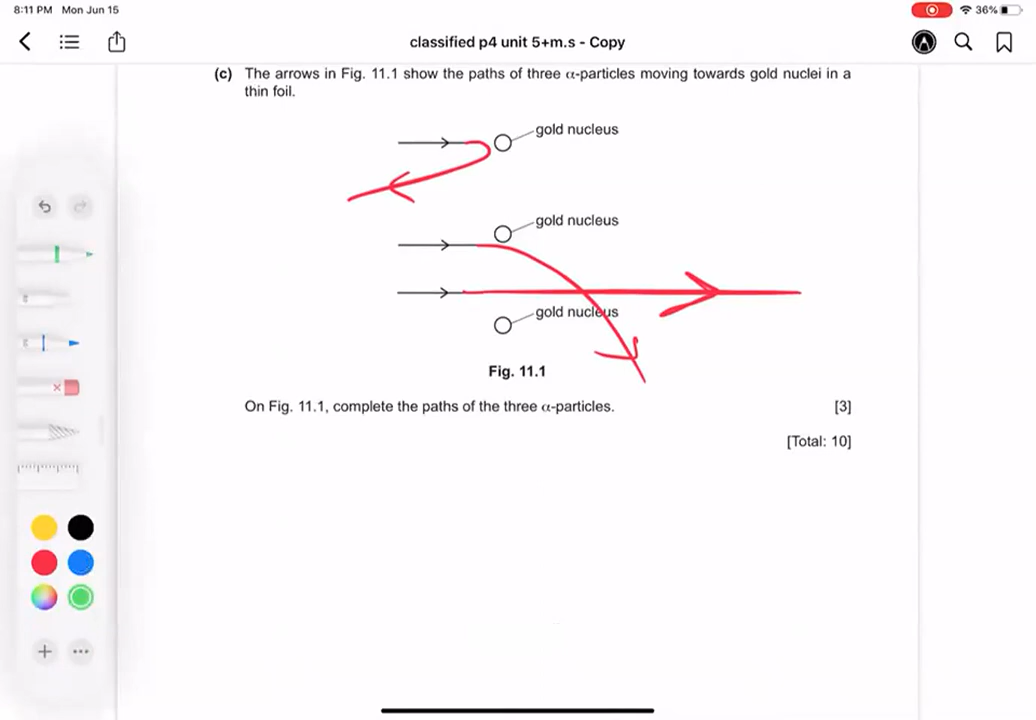 8:11 PM Mon Jun 15
36%
classified p4 unit 5+m.s - Copy
(c) The arrows in Fig. 11.1 show the paths of three α-particles moving towards gold nuclei in a
thin foil.
gold nucleus
gold nucleus
gold nucleus
Fig. 11.1
On Fig. 11.1, complete the paths of the three α-particles. [3]
[Total: 10]